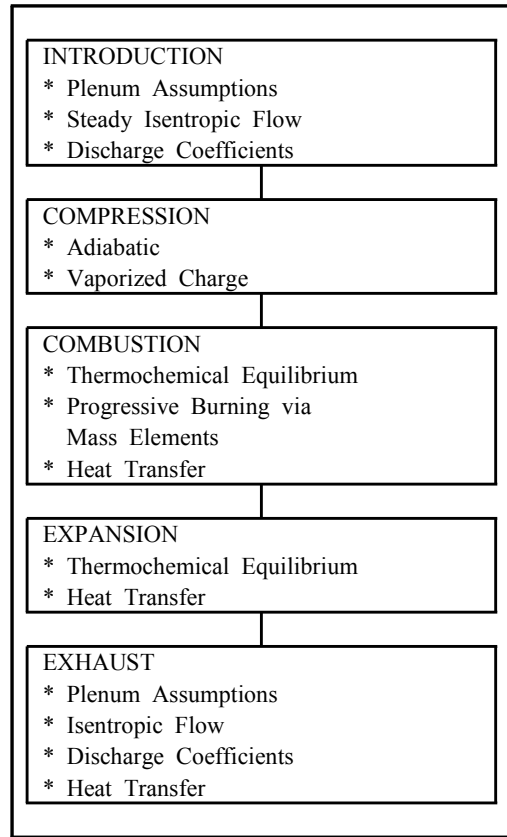 INTRODUCTION
* Plenum Assumptions
* Steady Isentropic Flow
* Discharge Coefficients
COMPRESSION
* Adiabatic
* Vaporized Charge
COMBUSTION
* Thermochemical Equilibrium
* Progressive Burning via
Mass Elements
* Heat Transfer
EXPANSION
* Thermochemical Equilibrium
* Heat Transfer
EXHAUST
* Plenum Assumptions
* Isentropic Flow
* Discharge Coefficients
* Heat Transfer